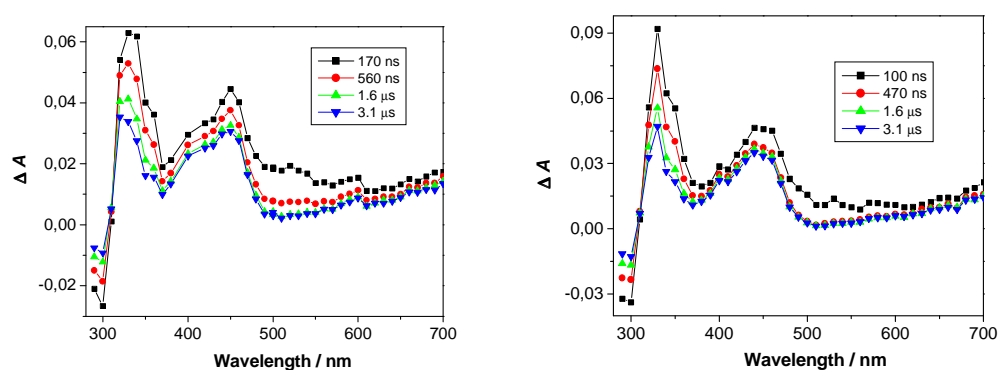 0,06
0,04
0,02
0,00
-0,02
Δ A
170 ns
560 ns
1.6 μs
3.1 μs
300 400 500 600 700
Wavelength / nm
0.09
0.06
0.03
0.00
-0.03
Δ A
100 ns
470 ns
1.6 μs
3.1 μs
300 400 500 600 700
Wavelength / nm